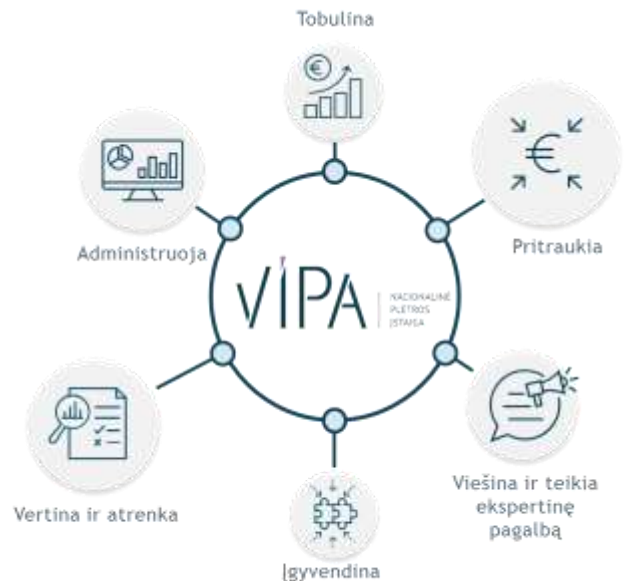 Tobulina
Administruoja
Pritraukia
VIPA
NACIONALINĖ
PLĖTROS
ĮSTAIGA
Vertina ir atrenka
Viešina ir teikia
ekspertinę
pagalbą
Įgyvendina